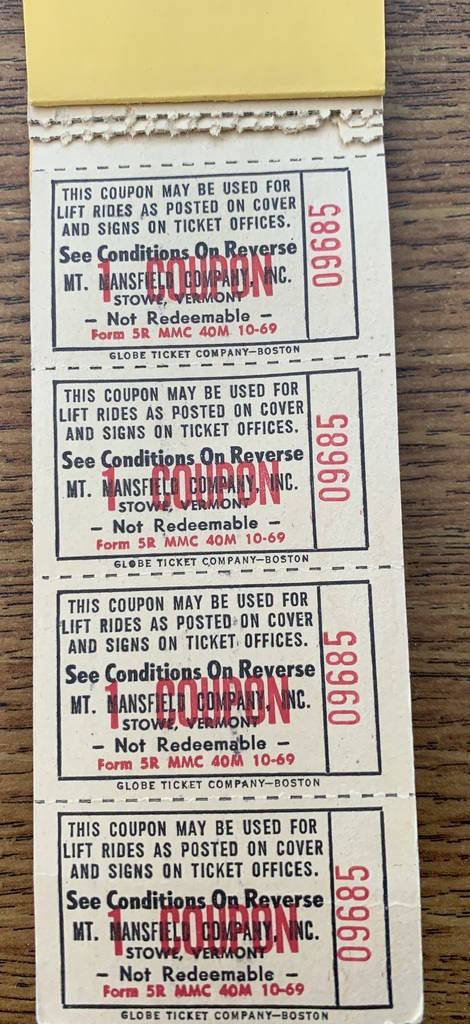 THIS COUPON MAY BE USED FOR
LIFT RIDES AS POSTED ON COVER
AND SIGNS ON TICKET OFFICES.
See Conditions On Reverse
1 COUPON
MT. MANSFIELD COMPANY, INC.
STOWE, VERMONT
– Not Redeemable –
Form 5R MMC 40M 10-69
09685
GLOBE TICKET COMPANY—BOSTON
THIS COUPON MAY BE USED FOR
LIFT RIDES AS POSTED ON COVER
AND SIGNS ON TICKET OFFICES.
See Conditions On Reverse
1 COUPON
MT. MANSFIELD COMPANY, INC.
STOWE, VERMONT
– Not Redeemable –
Form 5R MMC 40M 10-69
09685
GLOBE TICKET COMPANY—BOSTON
THIS COUPON MAY BE USED FOR
LIFT RIDES AS POSTED ON COVER
AND SIGNS ON TICKET OFFICES.
See Conditions On Reverse
1 COUPON
MT. MANSFIELD COMPANY, INC.
STOWE, VERMONT
– Not Redeemable –
Form 5R MMC 40M 10-69
09685
GLOBE TICKET COMPANY—BOSTON
THIS COUPON MAY BE USED FOR
LIFT RIDES AS POSTED ON COVER
AND SIGNS ON TICKET OFFICES.
See Conditions On Reverse
1 COUPON
MT. MANSFIELD COMPANY, INC.
STOWE, VERMONT
– Not Redeemable –
Form 5R MMC 40M 10-69
09685
GLOBE TICKET COMPANY—BOSTON